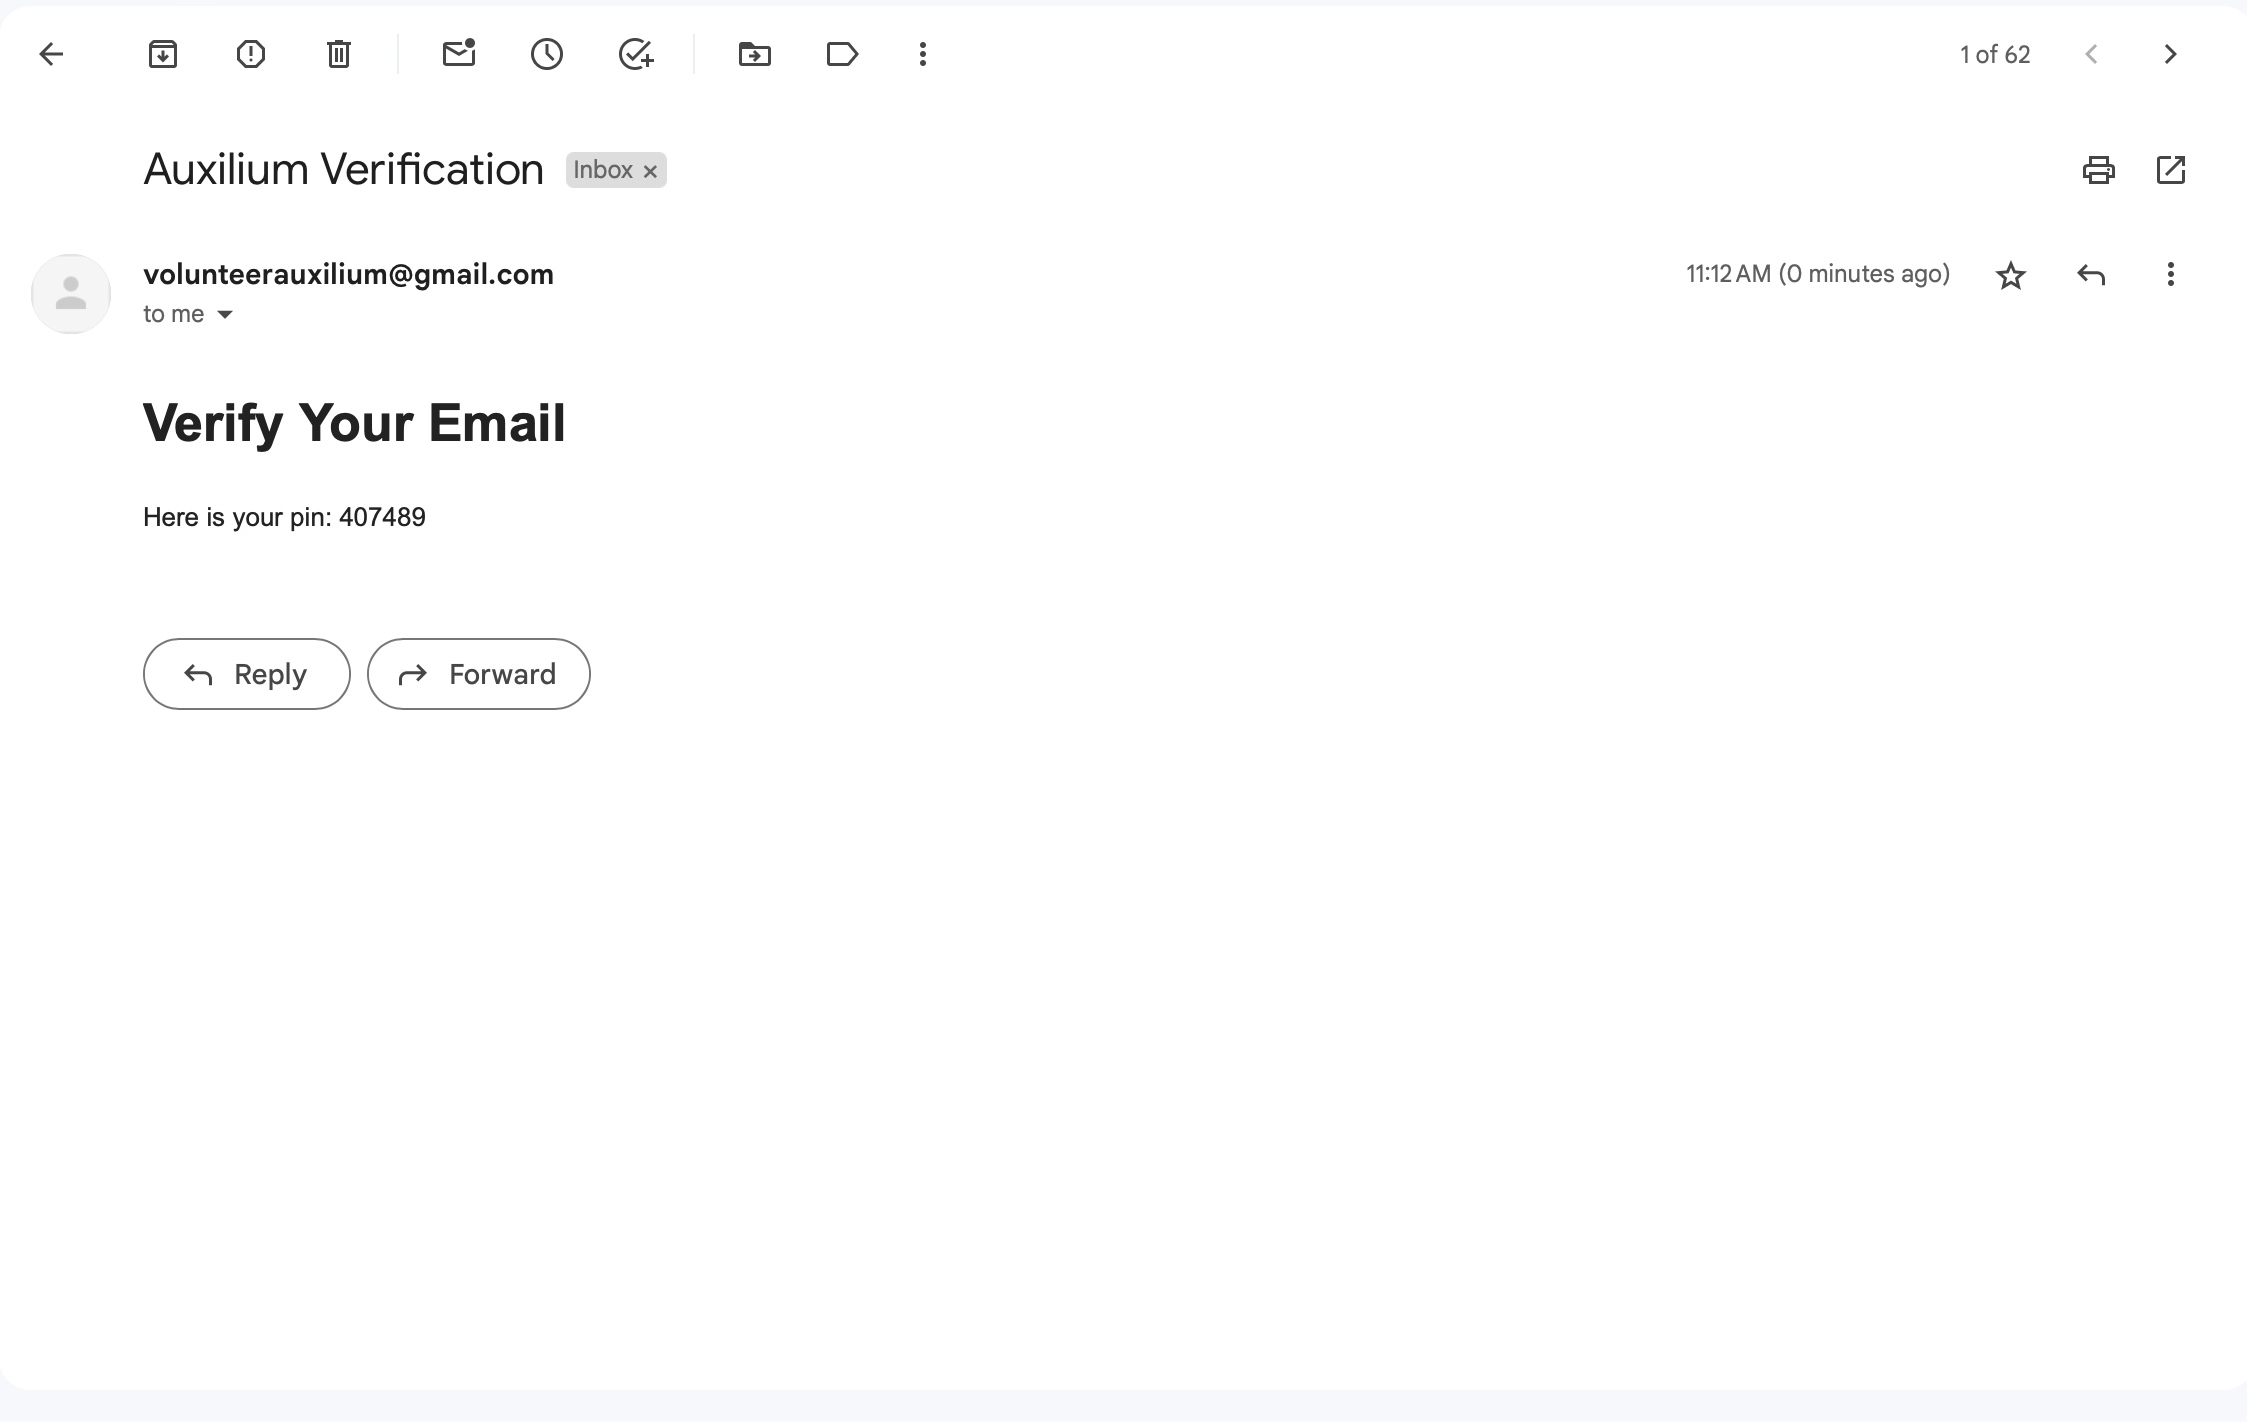 1 of 62
Auxilium Verification Inbox ×
volunteerauxilium@gmail.com 11:12 AM (0 minutes ago)
to me
Verify Your Email
Here is your pin: 407489
Reply Forward